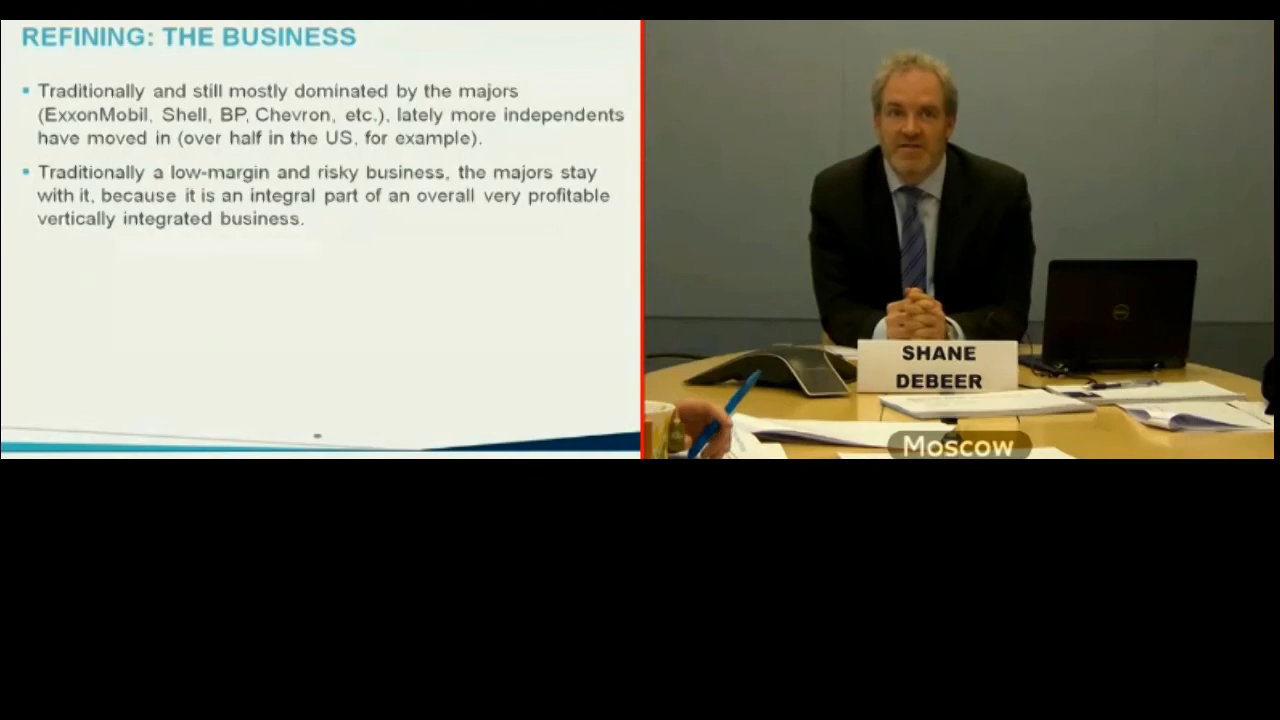 REFINING: THE BUSINESS
Traditionally and still mostly dominated by the majors
(ExxonMobil, Shell, BP, Chevron, etc.), lately more independents
have moved in (over half in the US, for example).
Traditionally a low-margin and risky business, the majors stay
with it, because it is an integral part of an overall very profitable
vertically integrated business.
SHANE
DEBEER
Moscow